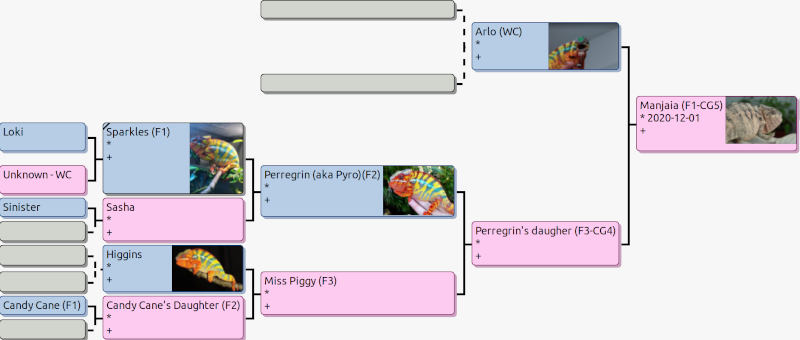 Arlo (WC)
*
+
Manjaia (F1-CG5)
* 2020-12-01
+
Loki
Unknown - WC
Sparkles (F1)
*
+
Perregrin (aka Pyro)(F2)
*
+
Sinister
Sasha
*
+
Perregrin's daugher (F3-CG4)
*
+
Higgins
*
+
Miss Piggy (F3)
*
+
Candy Cane (F1)
Candy Cane's Daughter (F2)
*
+